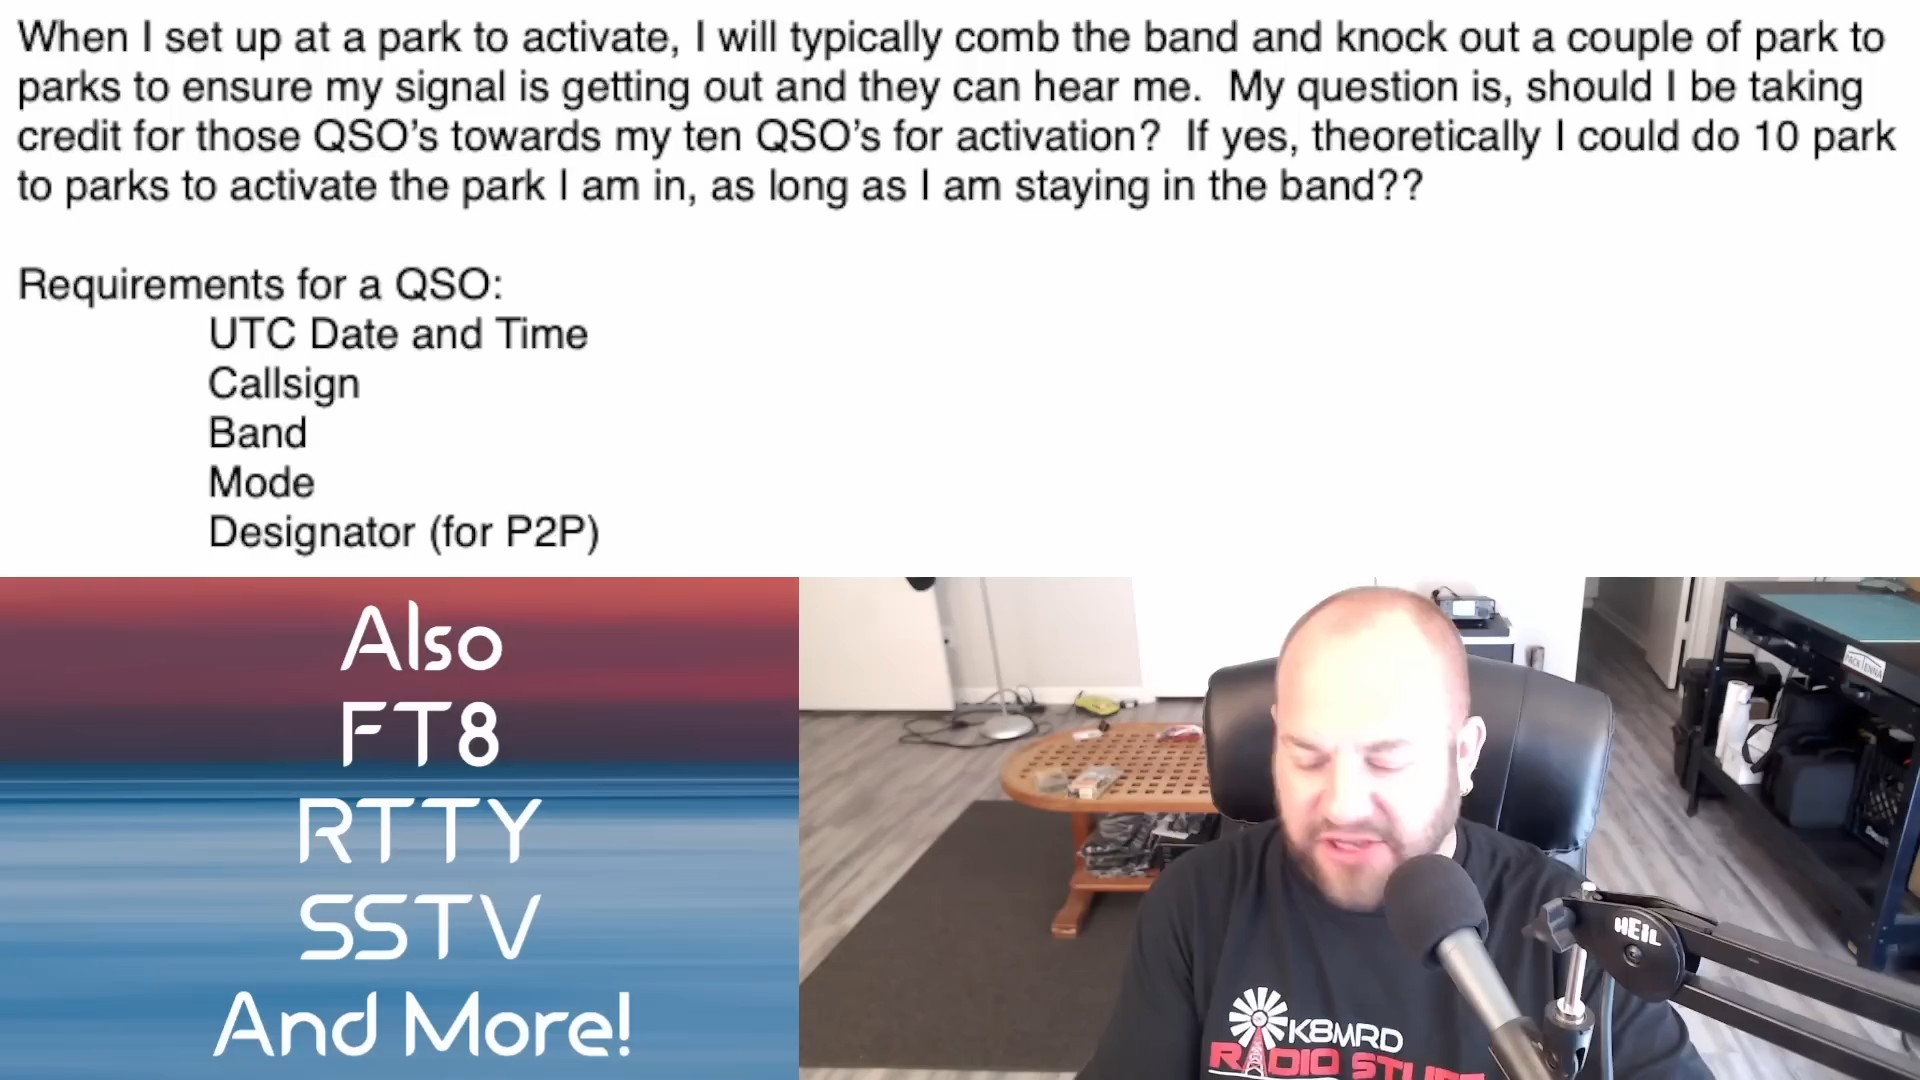 When I set up at a park to activate, I will typically comb the band and knock out a couple of park to
parks to ensure my signal is getting out and they can hear me.  My question is, should I be taking
credit for those QSO’s towards my ten QSO’s for activation?  If yes, theoretically I could do 10 park
to parks to activate the park I am in, as long as I am staying in the band??
Requirements for a QSO:
UTC Date and Time
Callsign
Band
Mode
Designator (for P2P)
Also
FT8
RTTY
SSTV
And More!
PACKTENNA
HEIL
K8MRD
RADIO STUFF